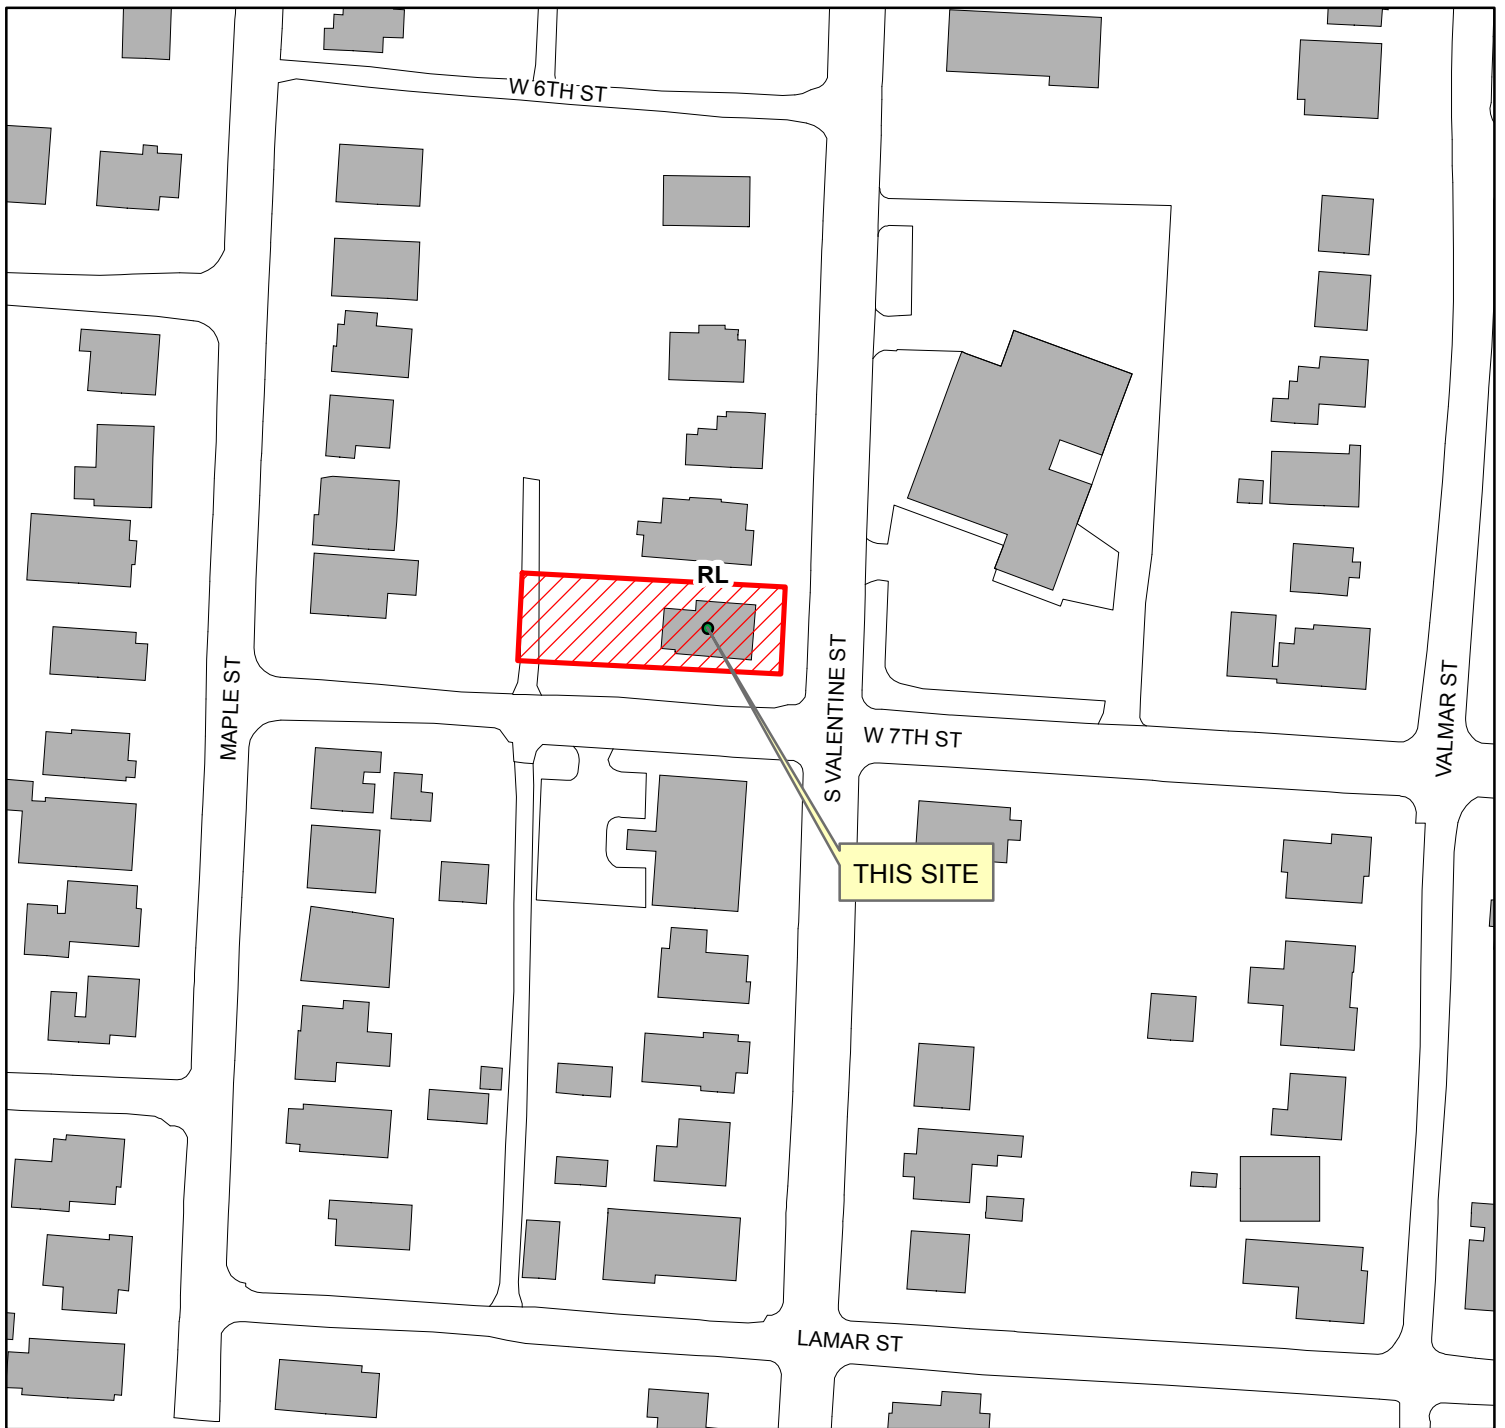 W 6TH ST
RL
MAPLE ST
S VALENTINE ST
W 7TH ST
VALMAR ST
THIS SITE
LAMAR ST